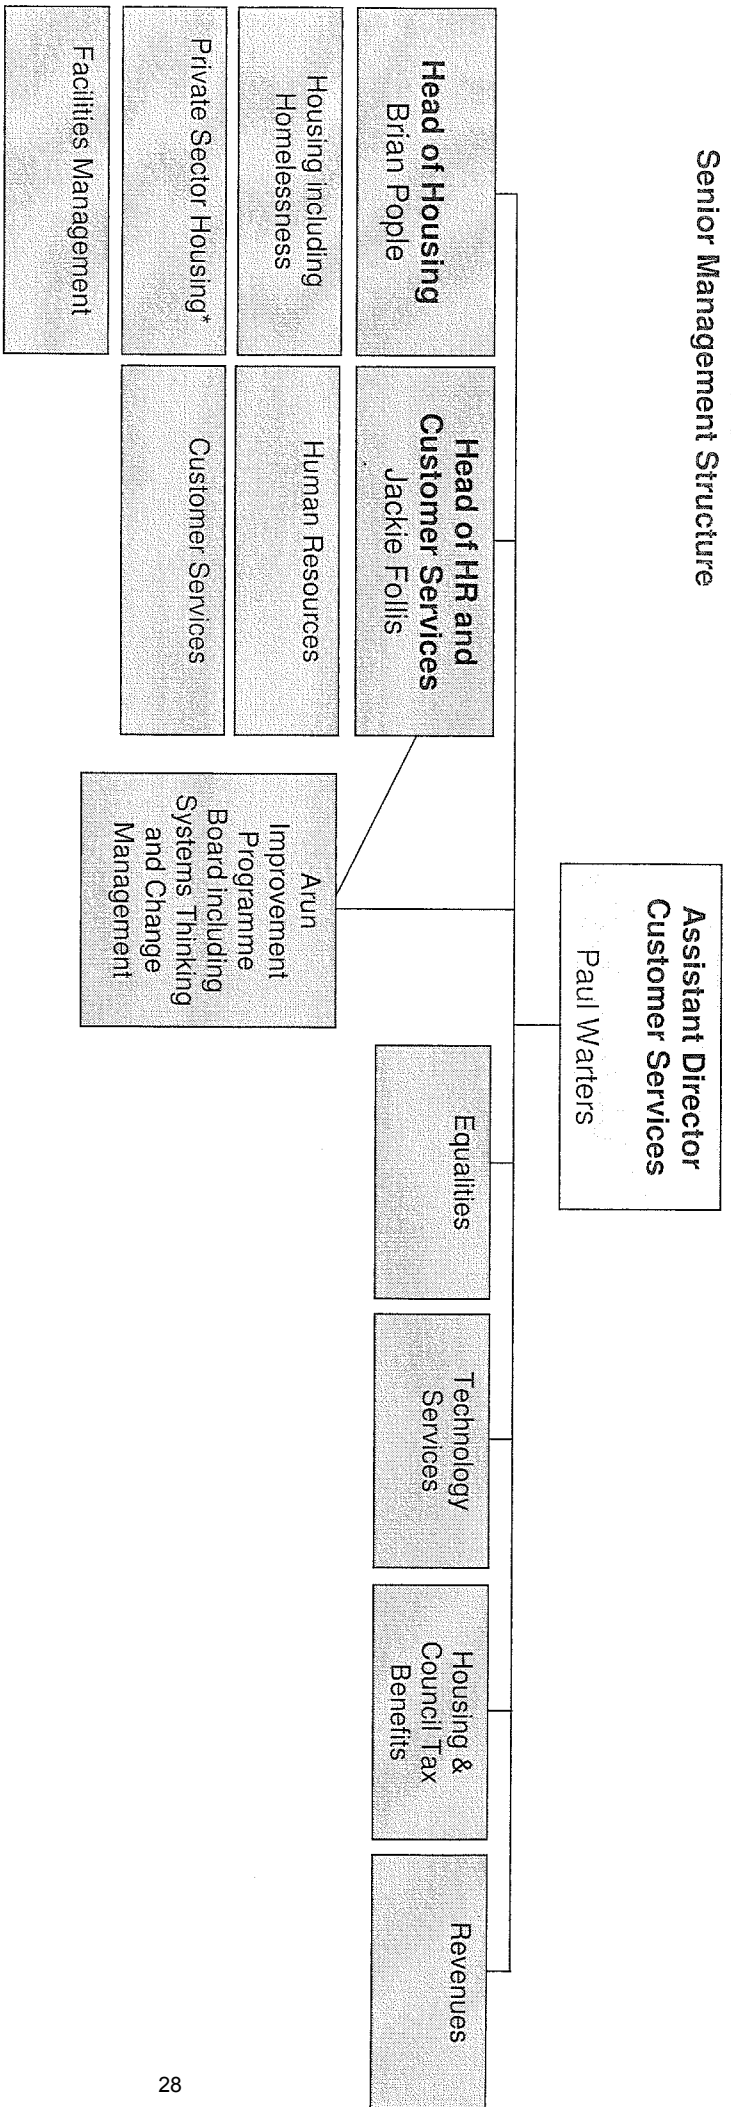 Senior Management Structure
Assistant Director
Customer Services
Paul Warters
Head of Housing
Brian Pople
Housing including
Homelessness
Private Sector Housing*
Facilities Management
Head of HR and
Customer Services
Jackie Follis
Human Resources
Customer Services
Arun
Improvement
Programme
Board including
Systems Thinking
and Change
Management
Equalities
Technology
Services
Housing &
Council Tax
Benefits
Revenues
28